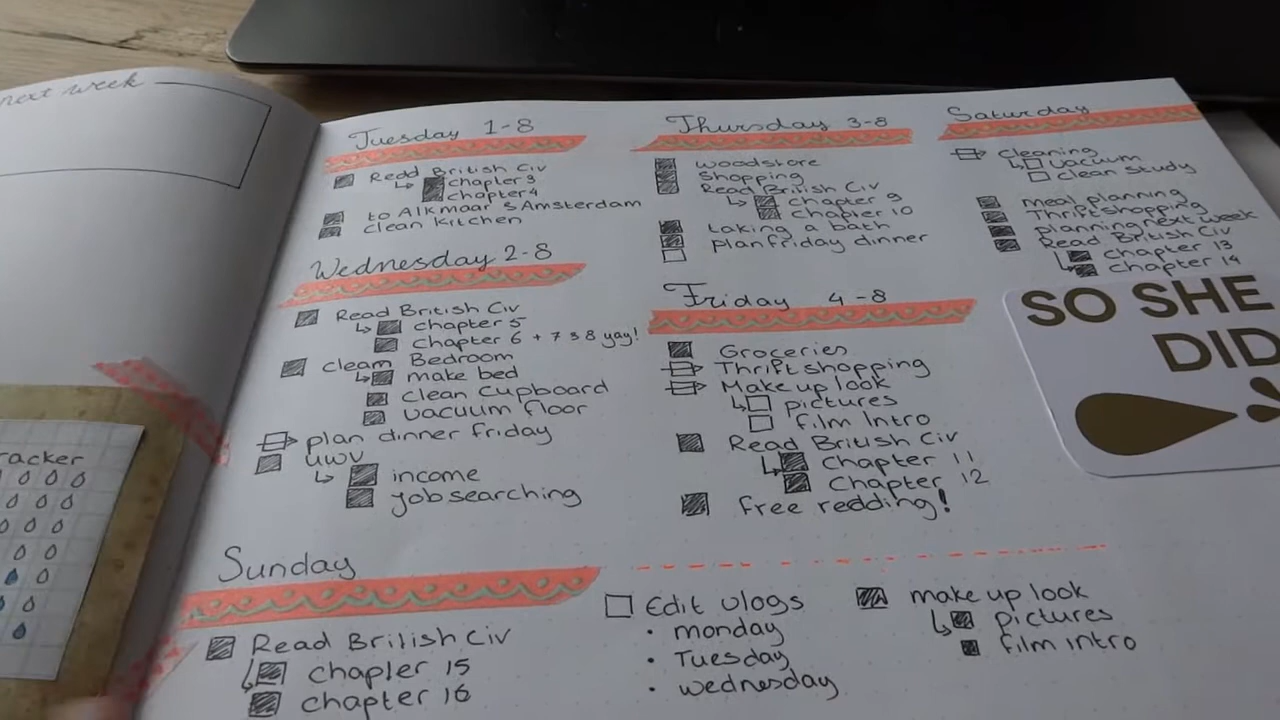 next week
racker
Tuesday 1-8
Read British Civ
chapter 3
chapter 4
to Alkmaar & Amsterdam
clean kitchen
Wednesday 2-8
Read British Civ
chapter 5
chapter 6 + 7 & 8 yay!
clean Bedroom
make bed
clean cupboard
vacuum floor
plan dinner friday
UWV
income
jobsearching
Thursday 3-8
woodstore
Shopping
Read British Civ
chapter 9
chapter 10
taking a bath
plan friday dinner
Friday 4-8
Groceries
Thriftshopping
Make up look
pictures
film Intro
Read British Civ
Chapter 11
Chapter 12
free redding!
Saturday
Cleaning
vacuum
clean study
meal planning
Thriftshopping
planning next week
Read British Civ
chapter 13
chapter 14
SO SHE
DID
Sunday
Read British Civ
chapter 15
chapter 16
Edit vlogs
• monday
• Tuesday
• wednesday
make up look
pictures
film intro